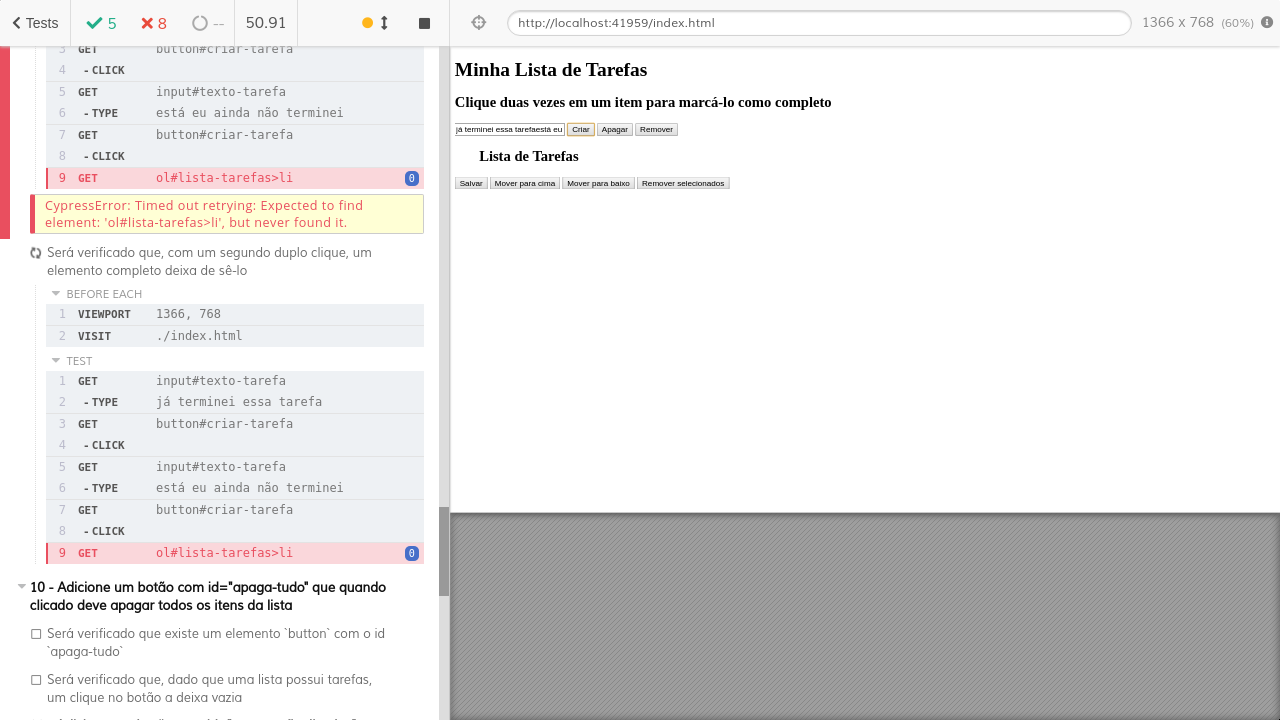 Tests
5
8
--
50.91
http://localhost:41959/index.html
1366 x 768 (60%)
3 GET button#criar-tarefa
4 - CLICK
5 GET input#texto-tarefa
6 - TYPE está eu ainda não terminei
7 GET button#criar-tarefa
8 - CLICK
9 GET ol#lista-tarefas>li 0
CypressError: Timed out retrying: Expected to find
element: 'ol#lista-tarefas>li', but never found it.
Será verificado que, com um segundo duplo clique, um
elemento completo deixa de sê-lo
BEFORE EACH
1 VIEWPORT 1366, 768
2 VISIT ./index.html
TEST
1 GET input#texto-tarefa
2 - TYPE já terminei essa tarefa
3 GET button#criar-tarefa
4 - CLICK
5 GET input#texto-tarefa
6 - TYPE está eu ainda não terminei
7 GET button#criar-tarefa
8 - CLICK
9 GET ol#lista-tarefas>li 0
10 - Adicione um botão com id="apaga-tudo" que quando
clicado deve apagar todos os itens da lista
Será verificado que existe um elemento `button` com o id
`apaga-tudo`
Será verificado que, dado que uma lista possui tarefas,
um clique no botão a deixa vazia
Minha Lista de Tarefas
Clique duas vezes em um item para marcá-lo como completo
já terminei essa tarefaestá eu Criar Apagar Remover
Lista de Tarefas
Salvar Mover para cima Mover para baixo Remover selecionados